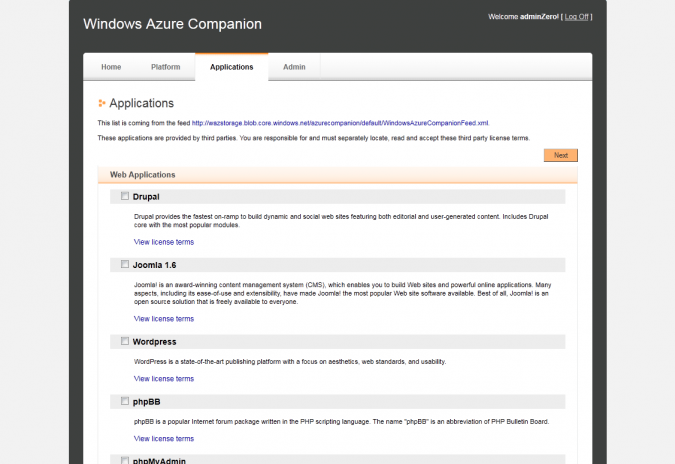 Windows Azure Companion
Welcome adminZero! [ Log Off ]
Home Platform Applications Admin
Applications
This list is coming from the feed http://wazstorage.blob.core.windows.net/azurecompanion/default/WindowsAzureCompanionFeed.xml.
These applications are provided by third parties. You are responsible for and must separately locate, read and accept these third party license terms.
Next
Web Applications
Drupal
Drupal provides the fastest on-ramp to build dynamic and social web sites featuring both editorial and user-generated content. Includes Drupal
core with the most popular modules.
View license terms
Joomla 1.6
Joomla! is an award-winning content management system (CMS), which enables you to build Web sites and powerful online applications. Many
aspects, including its ease-of-use and extensibility, have made Joomla! the most popular Web site software available. Best of all, Joomla! is an
open source solution that is freely available to everyone.
View license terms
Wordpress
WordPress is a state-of-the-art publishing platform with a focus on aesthetics, web standards, and usability.
View license terms
phpBB
phpBB is a popular Internet forum package written in the PHP scripting language. The name "phpBB" is an abbreviation of PHP Bulletin Board.
View license terms
phpMyAdmin